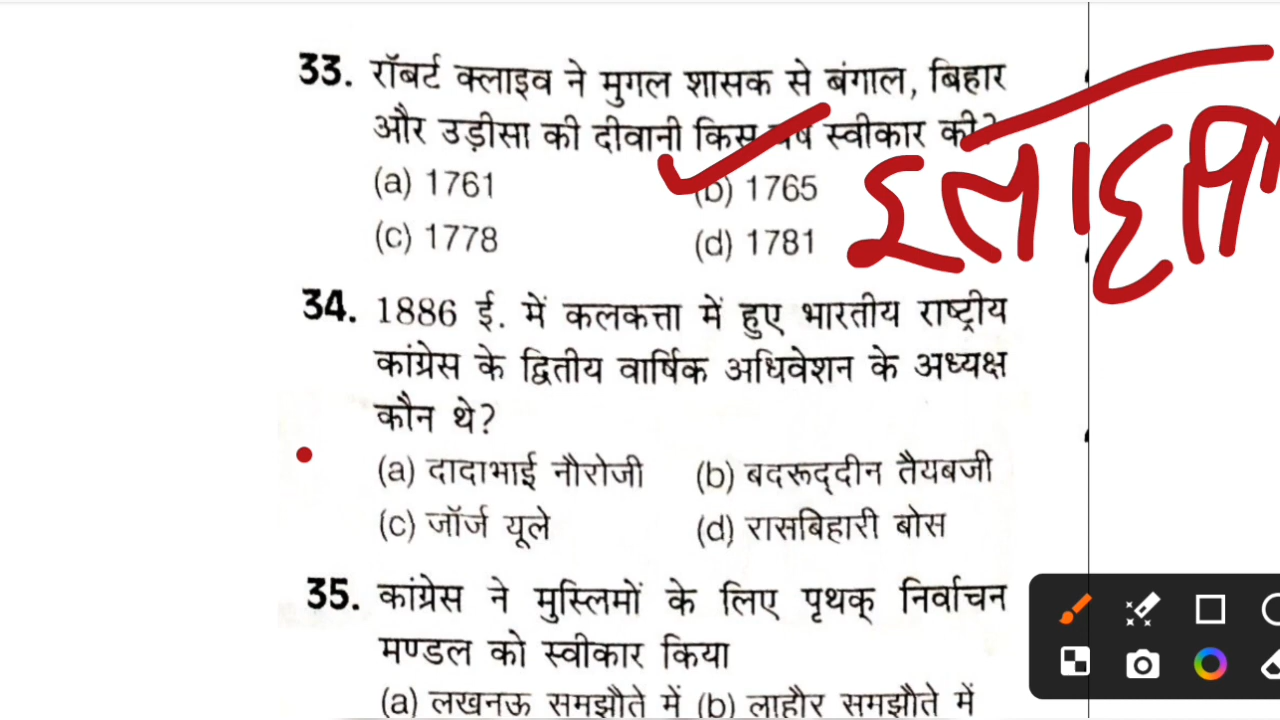 33. रॉबर्ट क्लाइव ने मुगल शासक से बंगाल, बिहार
और उड़ीसा की दीवानी किस वर्ष स्वीकार की?
(a) 1761 (b) 1765
(c) 1778 (d) 1781
34. 1886 ई. में कलकत्ता में हुए भारतीय राष्ट्रीय
कांग्रेस के द्वितीय वार्षिक अधिवेशन के अध्यक्ष
कौन थे?
(a) दादाभाई नौरोजी (b) बदरूद्दीन तैयबजी
(c) जॉर्ज यूले (d) रासबिहारी बोस
35. कांग्रेस ने मुस्लिमों के लिए पृथक् निर्वाचन
मण्डल को स्वीकार किया
(a) लखनऊ समझौते में (b) लाहौर समझौते में